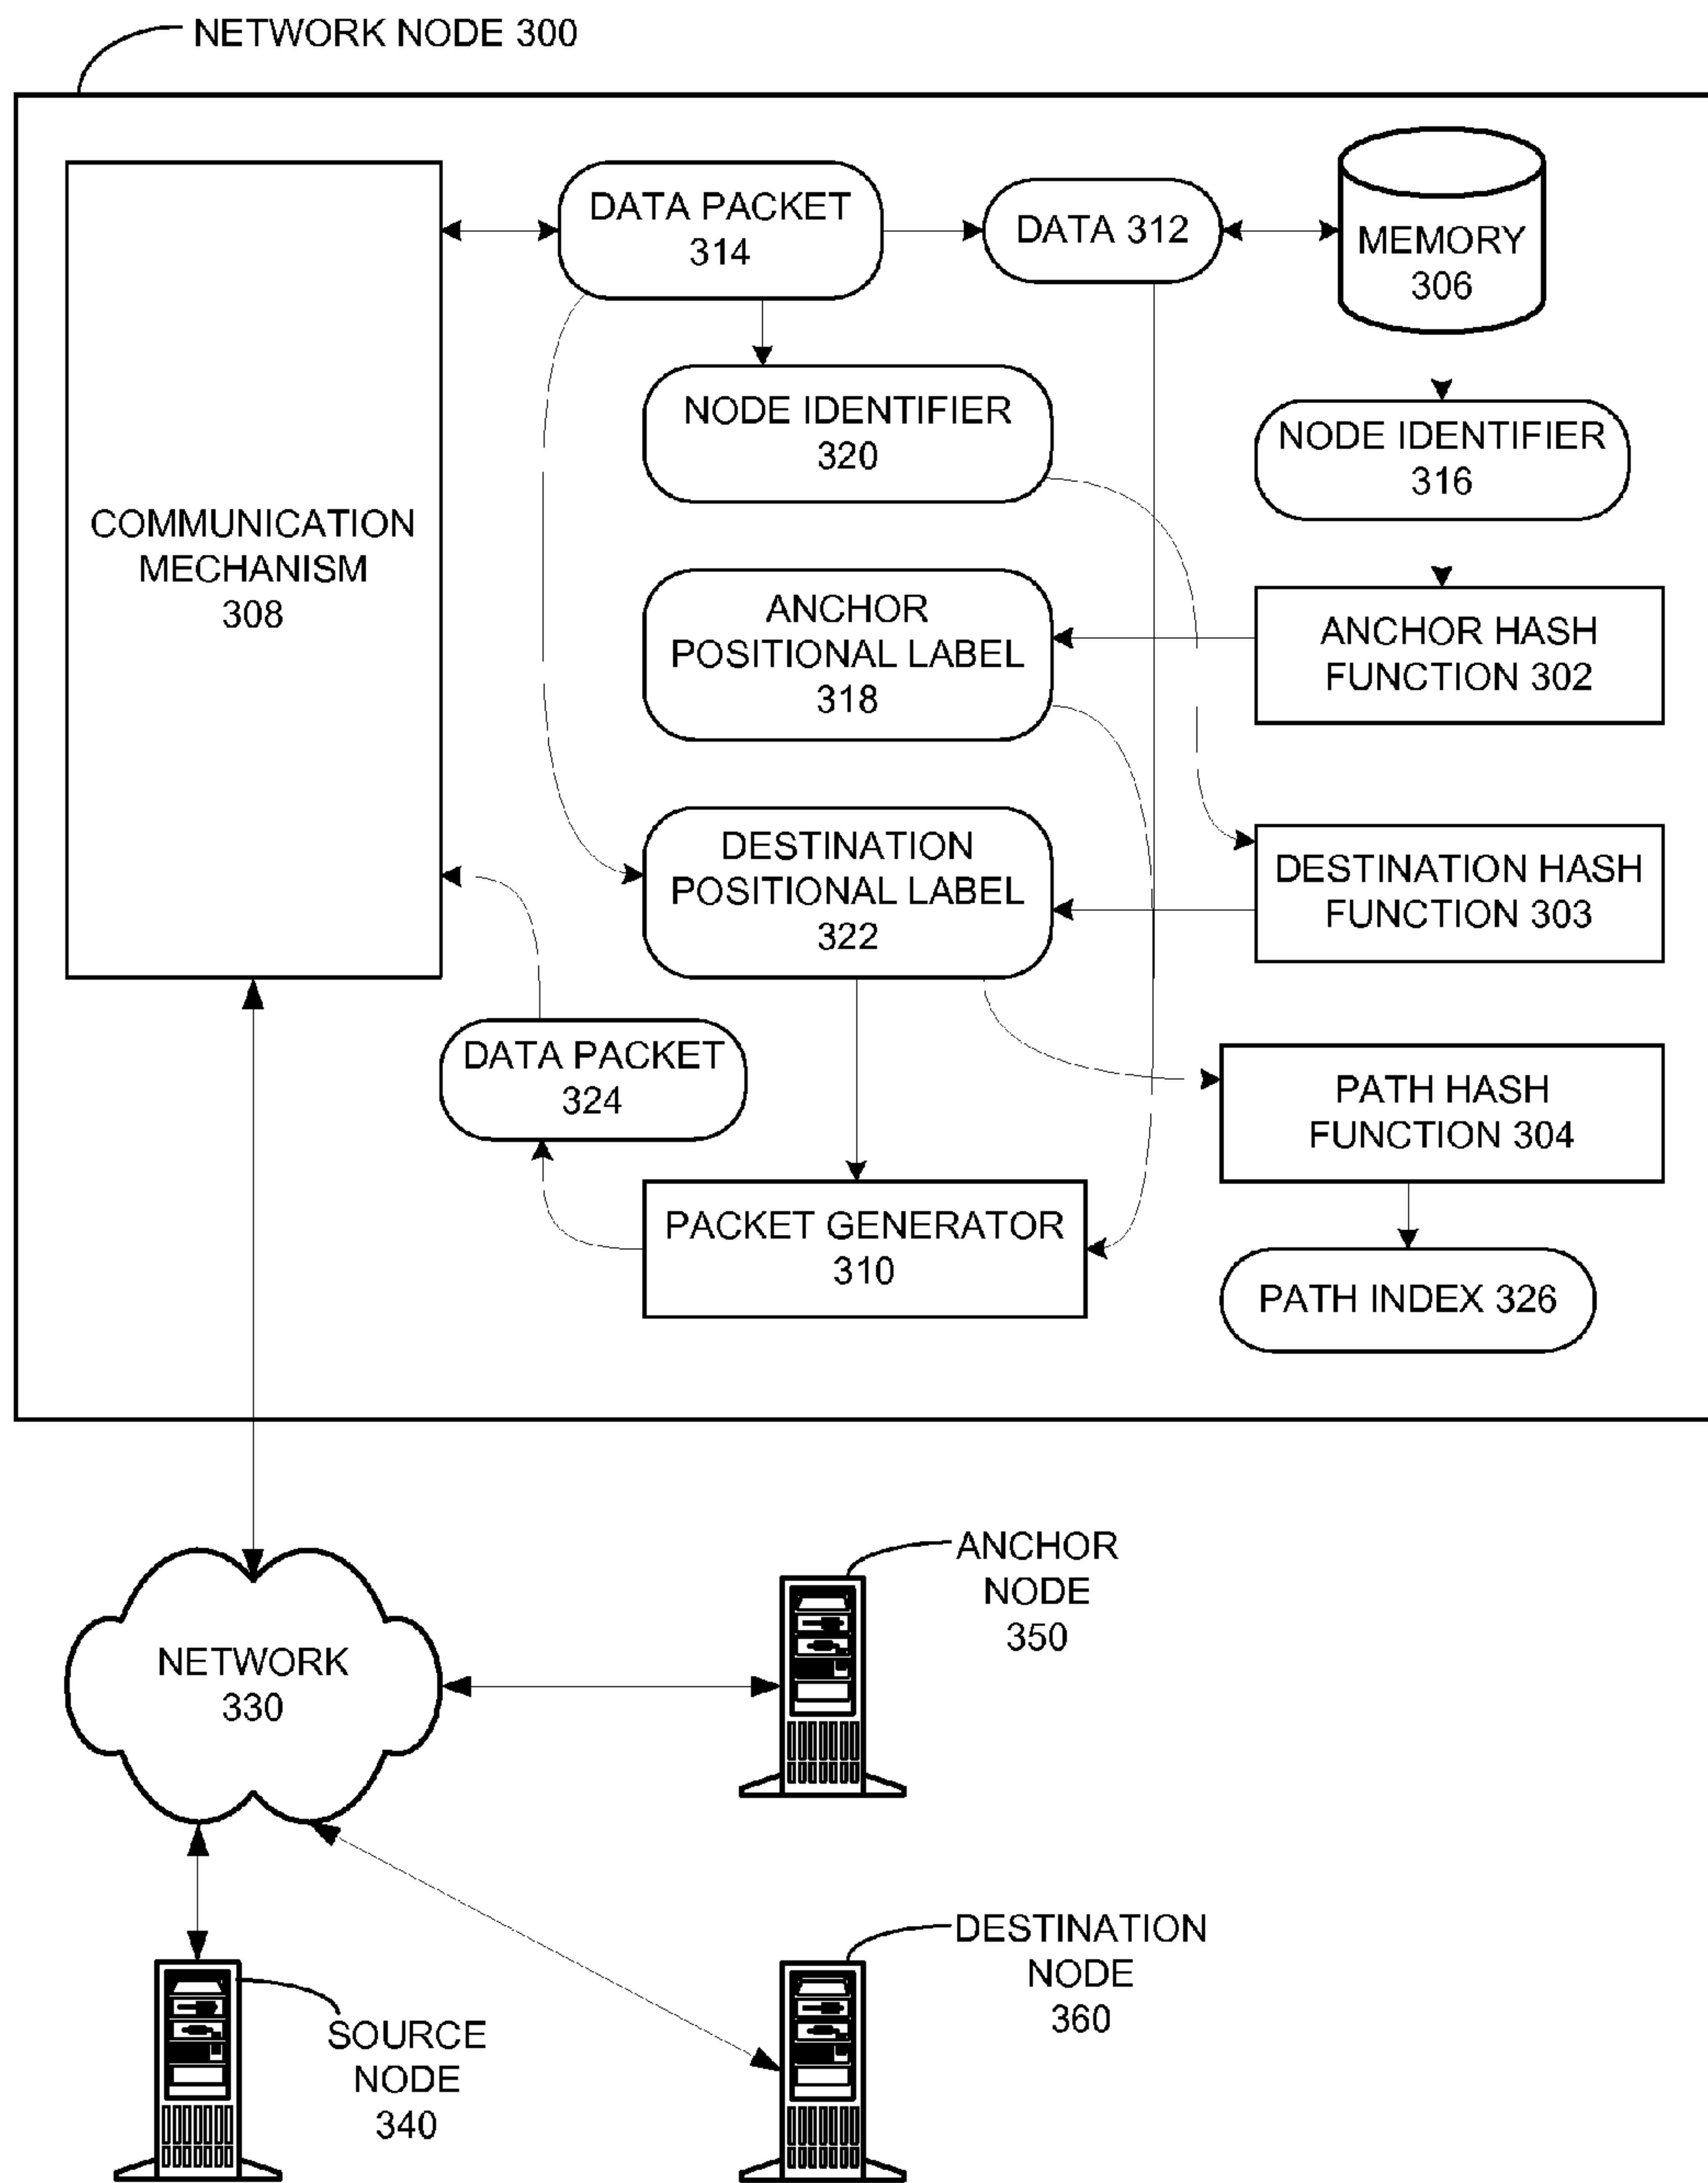 NETWORK NODE 300
DATA PACKET
314
DATA 312
MEMORY
306
NODE IDENTIFIER
320
NODE IDENTIFIER
316
COMMUNICATION
MECHANISM
308
ANCHOR
POSITIONAL LABEL
318
ANCHOR HASH
FUNCTION 302
DESTINATION
POSITIONAL LABEL
322
DESTINATION HASH
FUNCTION 303
DATA PACKET
324
PATH HASH
FUNCTION 304
PACKET GENERATOR
310
PATH INDEX 326
ANCHOR
NODE
350
NETWORK
330
DESTINATION
NODE
360
SOURCE
NODE
340